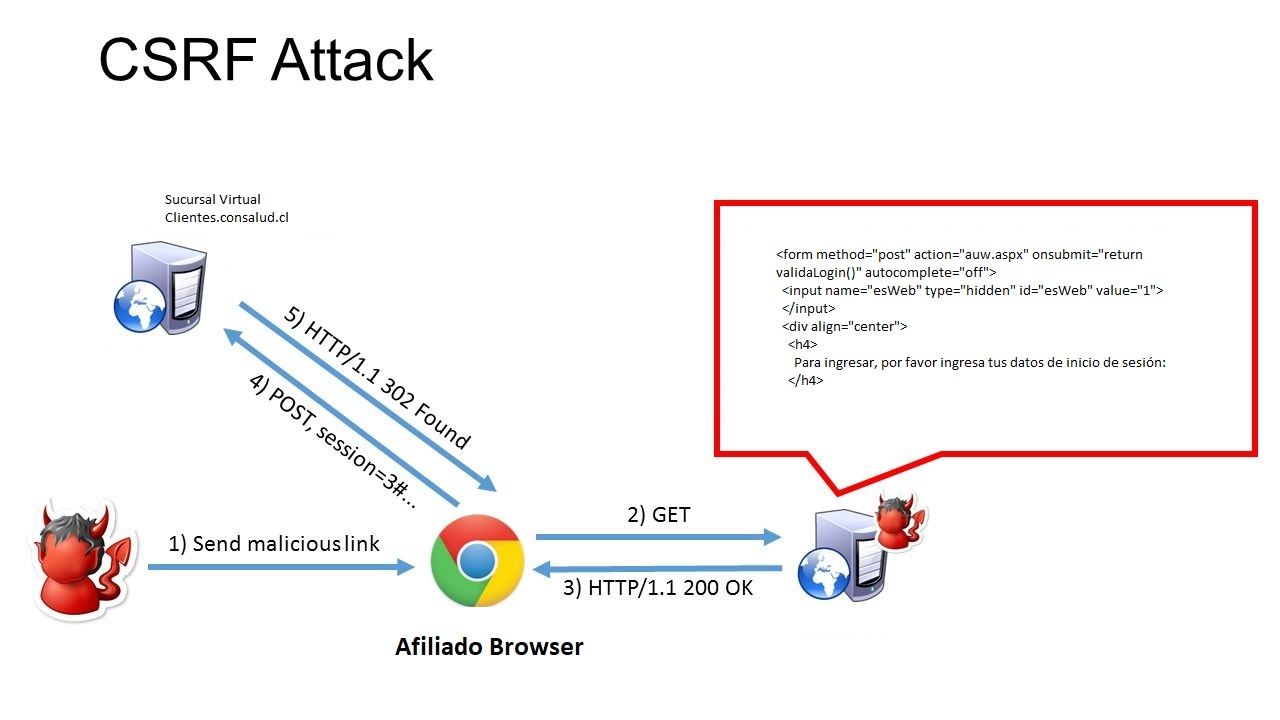 CSRF Attack
Sucursal Virtual
Clientes.consalud.cl
<form method="post" action="auw.aspx" onsubmit="return
validaLogin()" autocomplete="off">
<input name="esWeb" type="hidden" id="esWeb" value="1">
</input>
<div align="center">
<h4>
Para ingresar, por favor ingresa tus datos de inicio de sesión:
</h4>
5) HTTP/1.1 302 Found
4) POST, session=3#...
1) Send malicious link
2) GET
3) HTTP/1.1 200 OK
Afiliado Browser